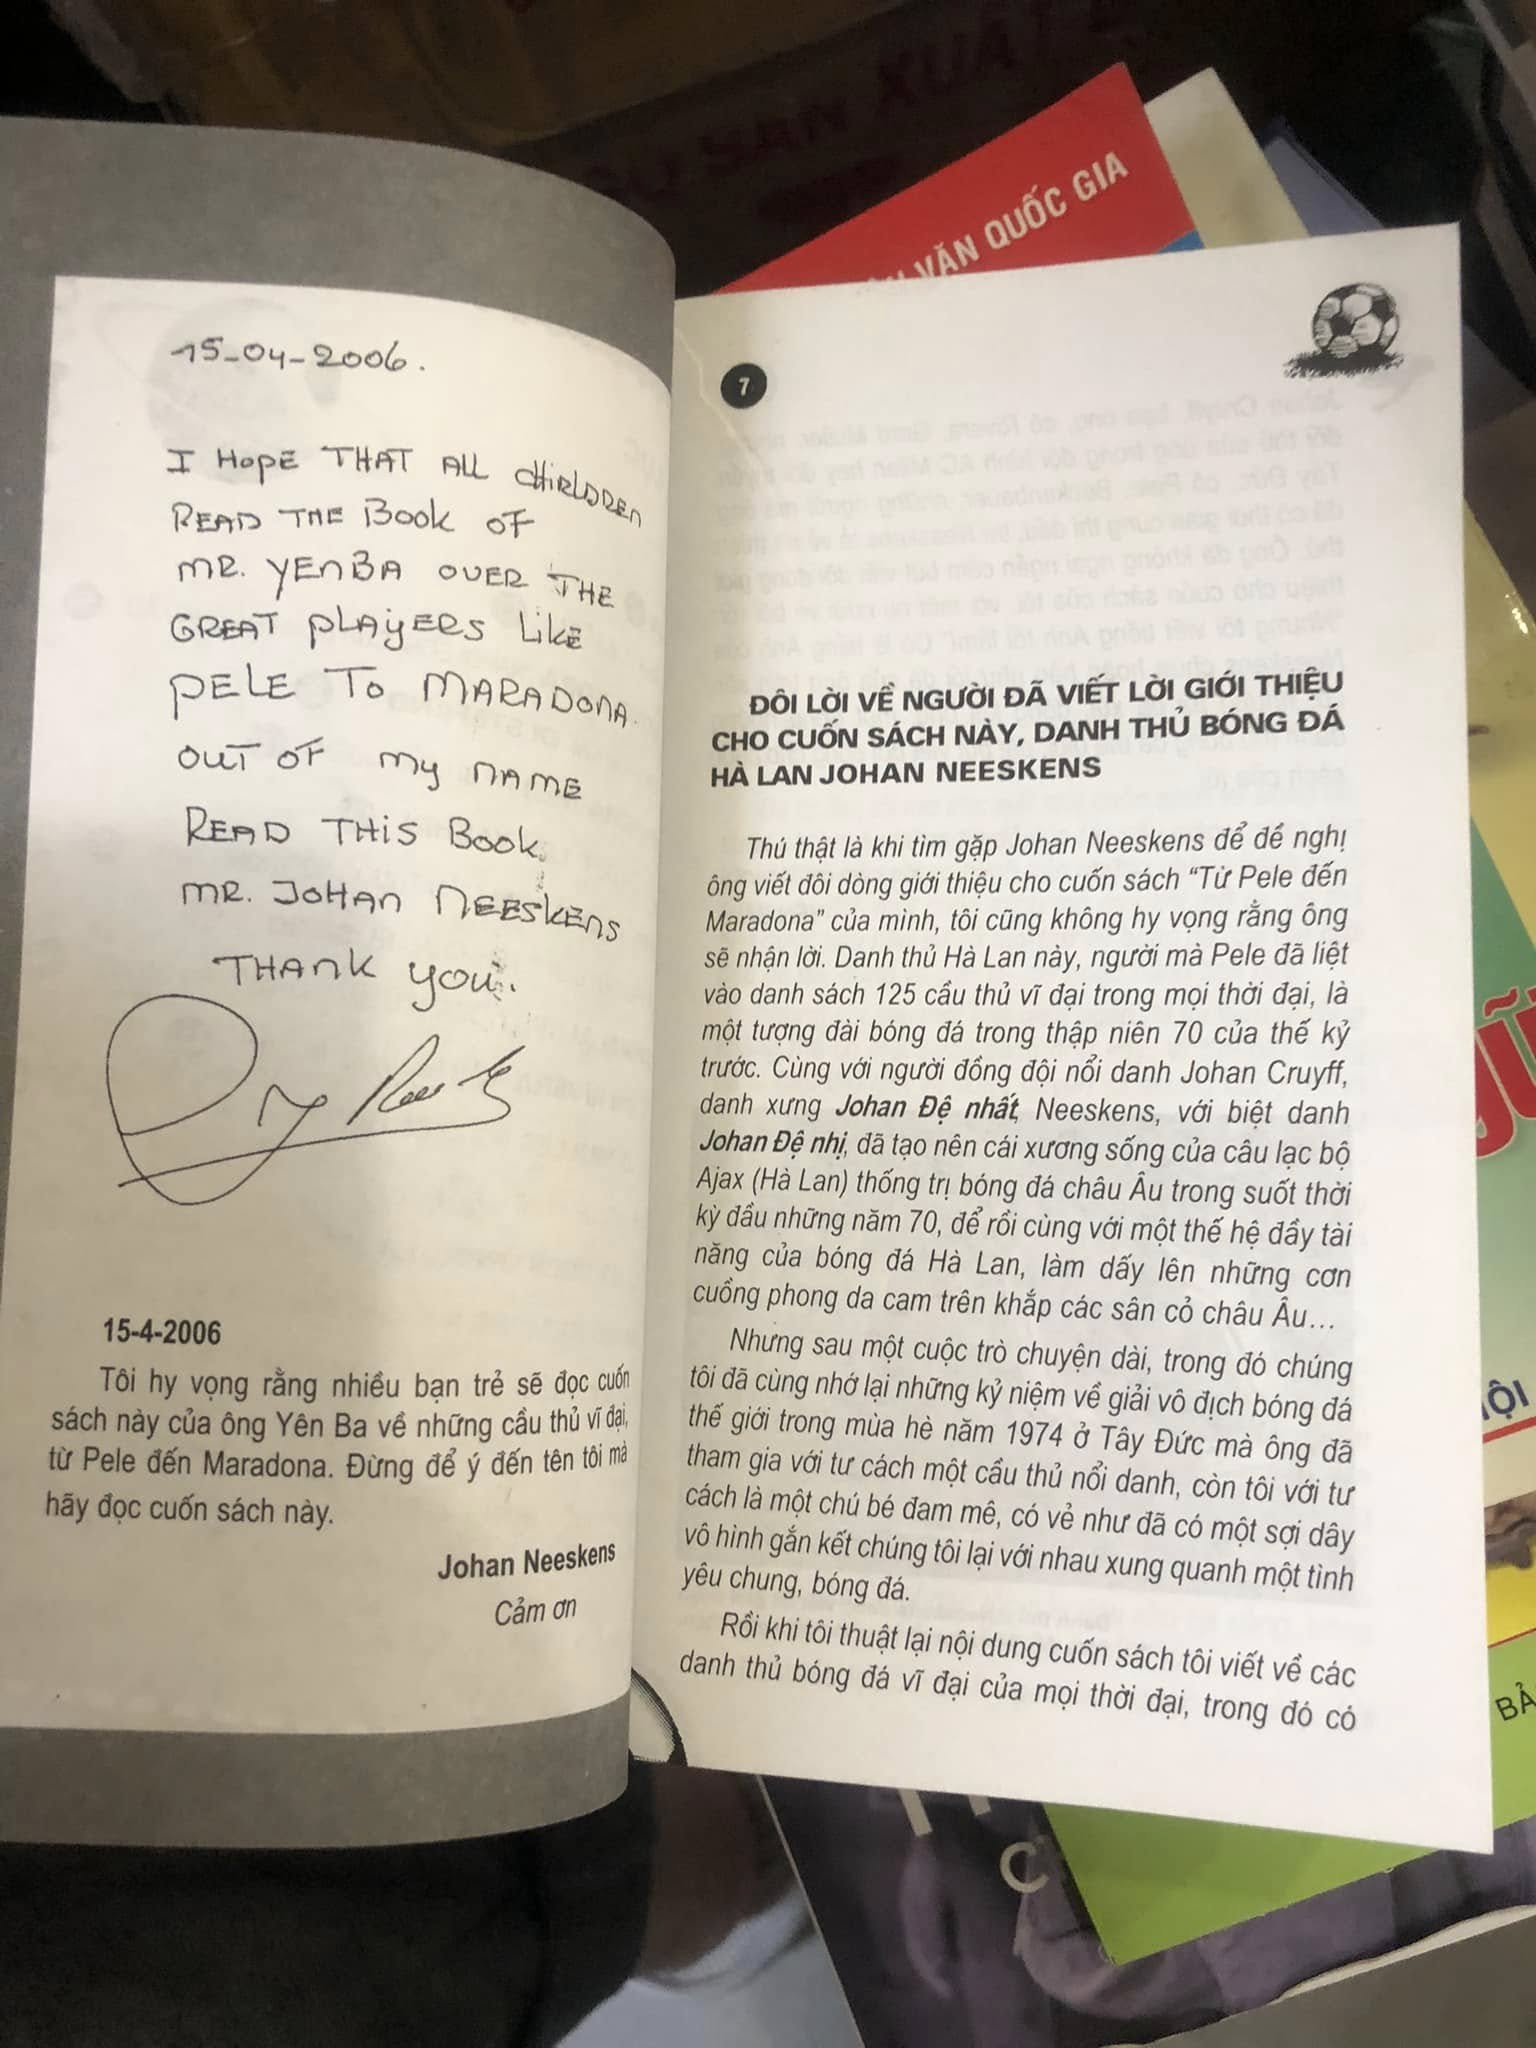 15-04-2006.
I HOPE THAT ALL CHIRLDREN
READ THE BOOK OF
MR. YENBA OVER THE
GREAT PLAYERS LIKE
PELE TO MARADONA.
OUT OF MY NAME
READ THIS BOOK.
MR. JOHAN NEESKENS
THANK YOU.
15-4-2006
Tôi hy vọng rằng nhiều bạn trẻ sẽ đọc cuốn
sách này của ông Yên Ba về những cầu thủ vĩ đại,
từ Pele đến Maradona. Đừng để ý đến tên tôi mà
hãy đọc cuốn sách này.
Johan Neeskens
Cảm ơn
VĂN QUỐC GIA
7
ĐÔI LỜI VỀ NGƯỜI ĐÃ VIẾT LỜI GIỚI THIỆU
CHO CUỐN SÁCH NÀY, DANH THỦ BÓNG ĐÁ
HÀ LAN JOHAN NEESKENS
Thú thật là khi tìm gặp Johan Neeskens để đề nghị
ông viết đôi dòng giới thiệu cho cuốn sách “Từ Pele đến
Maradona” của mình, tôi cũng không hy vọng rằng ông
sẽ nhận lời. Danh thủ Hà Lan này, người mà Pele đã liệt
vào danh sách 125 cầu thủ vĩ đại trong mọi thời đại, là
một tượng đài bóng đá trong thập niên 70 của thế kỷ
trước. Cùng với người đồng đội nổi danh Johan Cruyff,
danh xưng Johan Đệ nhất, Neeskens, với biệt danh
Johan Đệ nhị, đã tạo nên cái xương sống của câu lạc bộ
Ajax (Hà Lan) thống trị bóng đá châu Âu trong suốt thời
kỳ đầu những năm 70, để rồi cùng với một thế hệ đầy tài
năng của bóng đá Hà Lan, làm dấy lên những cơn
cuồng phong da cam trên khắp các sân cỏ châu Âu...
Nhưng sau một cuộc trò chuyện dài, trong đó chúng
tôi đã cùng nhớ lại những kỷ niệm về giải vô địch bóng đá
thế giới trong mùa hè năm 1974 ở Tây Đức mà ông đã
tham gia với tư cách một cầu thủ nổi danh, còn tôi với tư
cách là một chú bé đam mê, có vẻ như đã có một sợi dây
vô hình gắn kết chúng tôi lại với nhau xung quanh một tình
yêu chung, bóng đá.
Rồi khi tôi thuật lại nội dung cuốn sách tôi viết về các
danh thủ bóng đá vĩ đại của mọi thời đại, trong đó có